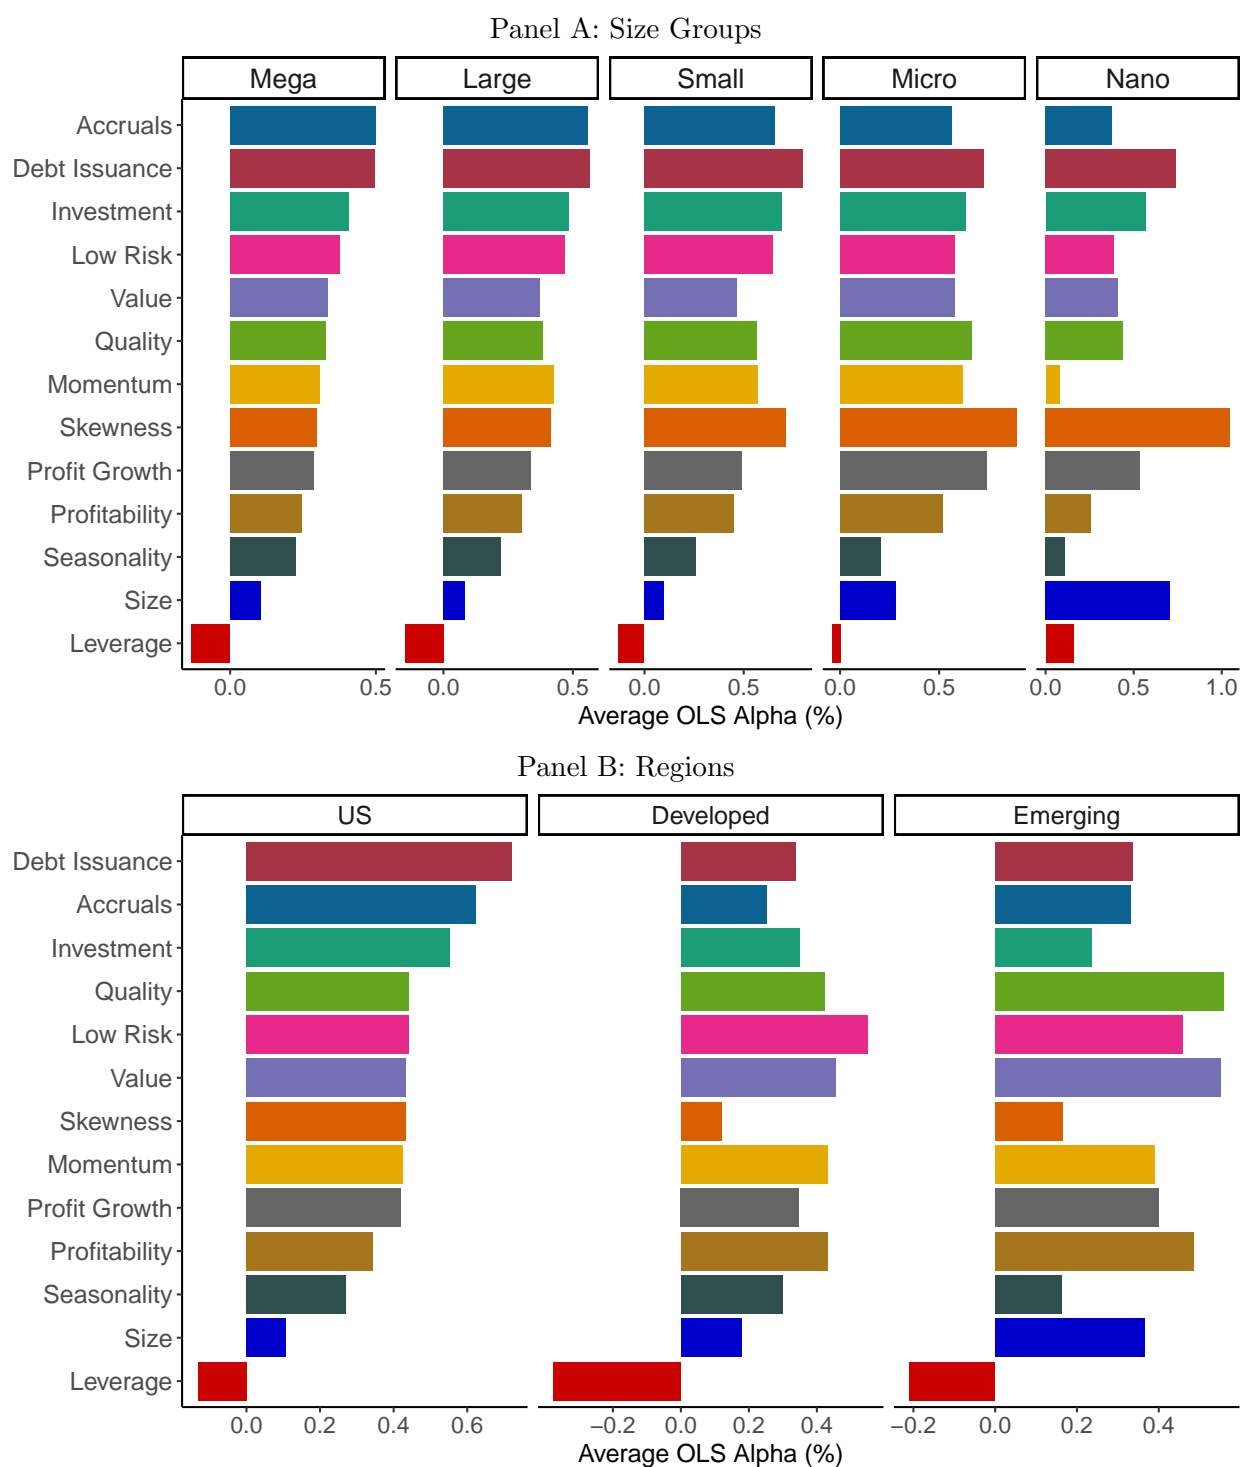 Panel A: Size Groups
Mega Large Small Micro Nano
Accruals
Debt Issuance
Investment
Low Risk
Value
Quality
Momentum
Skewness
Profit Growth
Profitability
Seasonality
Size
Leverage
0.0 0.5 0.0 0.5 0.0 0.5 0.0 0.5 0.0 0.5 1.0
Average OLS Alpha (%)
Panel B: Regions
US Developed Emerging
Debt Issuance
Accruals
Investment
Quality
Low Risk
Value
Skewness
Momentum
Profit Growth
Profitability
Seasonality
Size
Leverage
0.0 0.2 0.4 0.6 −0.2 0.0 0.2 0.4 −0.2 0.0 0.2 0.4
Average OLS Alpha (%)